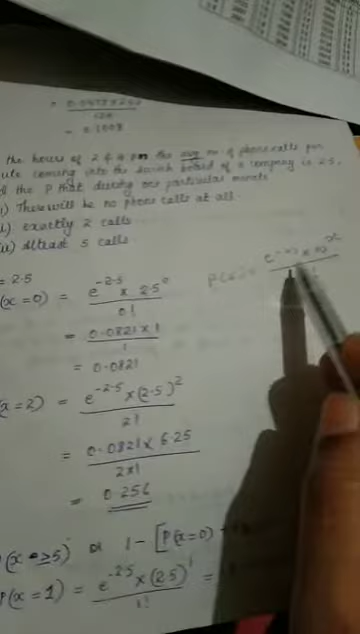 = 0.0498 × 243
120
the hours of 2 & 4 pm the avg no of phone calls per
ute coming into the switch board of a company is 2.5,
the P that during one particular minute
i) There will be no phone calls at all
ii) exactly 2 calls
iii) Atleast 5 calls
= 2.5
(x=0) = e^-2.5 × 2.5^0
0!
= 0.0821 × 1
1
= 0.0821
(x=2) = e^-2.5 × (2.5)^2
2!
= 0.0821 × 6.25
2×1
= 0.256
P(x ≥ 5) or 1 - [P(x=0) +
P(x=1) = e^-2.5 × (2.5)^1 =
1!